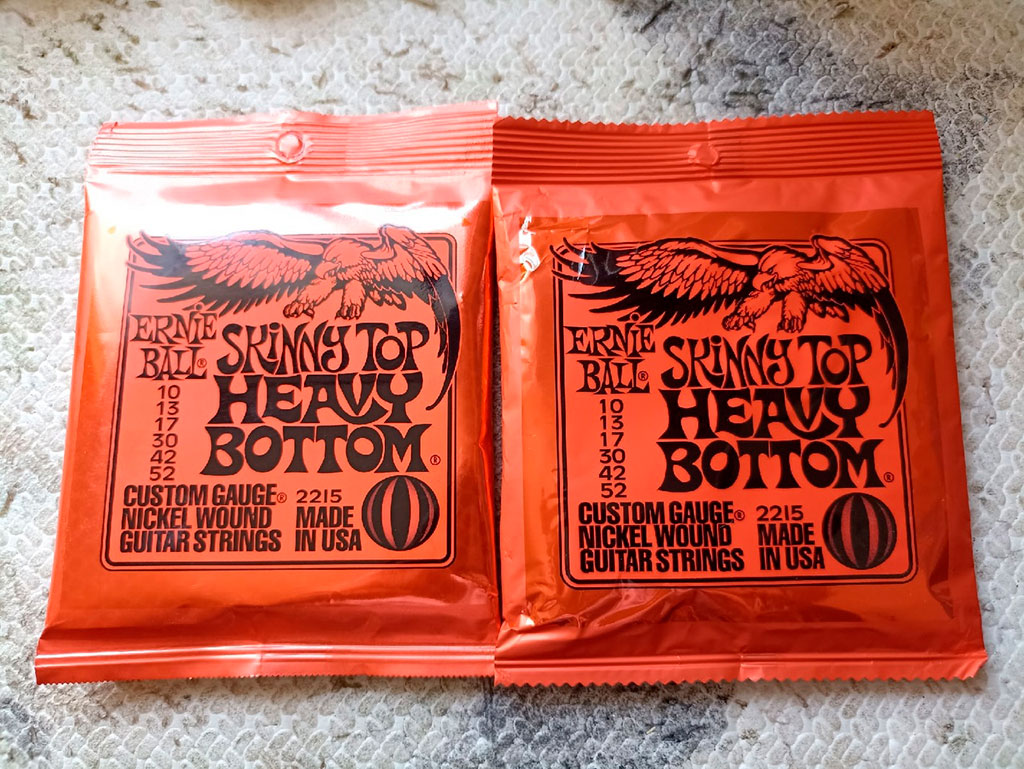 ERNIE
BALL®
SKINNY TOP
HEAVY
BOTTOM®
10
13
17
30
42
52
CUSTOM GAUGE®
NICKEL WOUND
GUITAR STRINGS
2215
MADE
IN USA
ERNIE
BALL®
SKINNY TOP
HEAVY
BOTTOM®
10
13
17
30
42
52
CUSTOM GAUGE®
NICKEL WOUND
GUITAR STRINGS
2215
MADE
IN USA